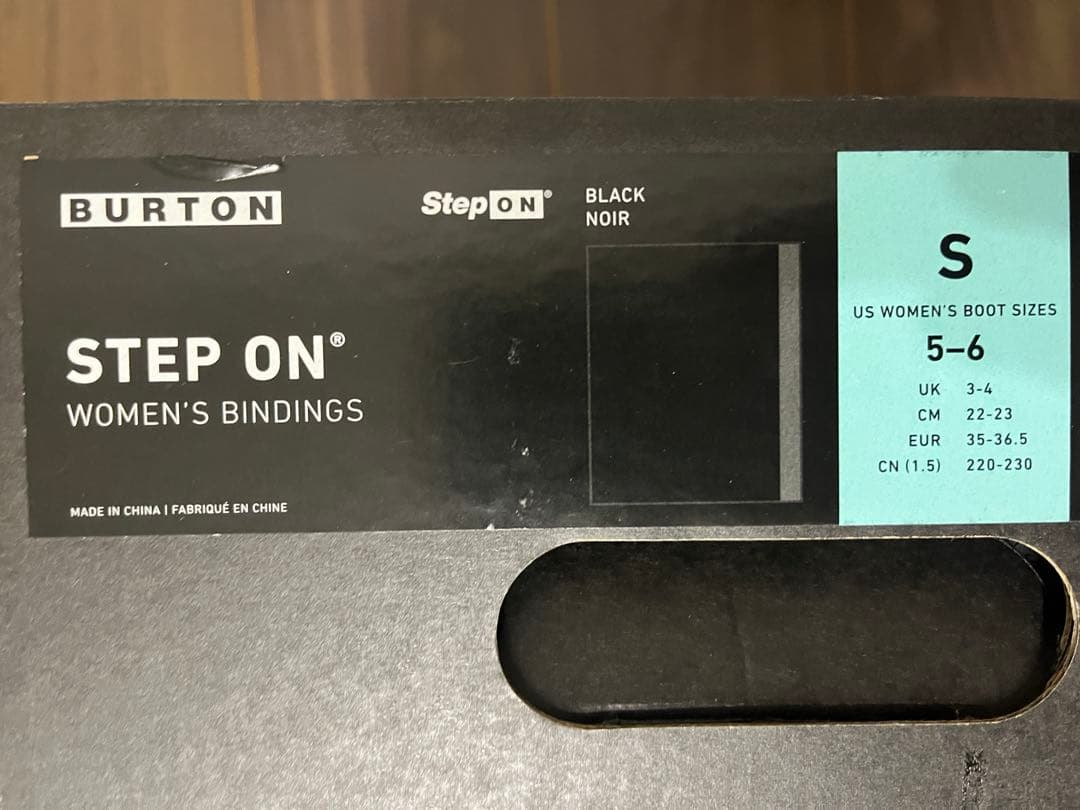 BURTON
StepON®
BLACK
NOIR
STEP ON®
WOMEN'S BINDINGS
MADE IN CHINA | FABRIQUÉ EN CHINE
S
US WOMEN'S BOOT SIZES
5–6
UK 3-4
CM 22-23
EUR 35-36.5
CN (1.5) 220-230